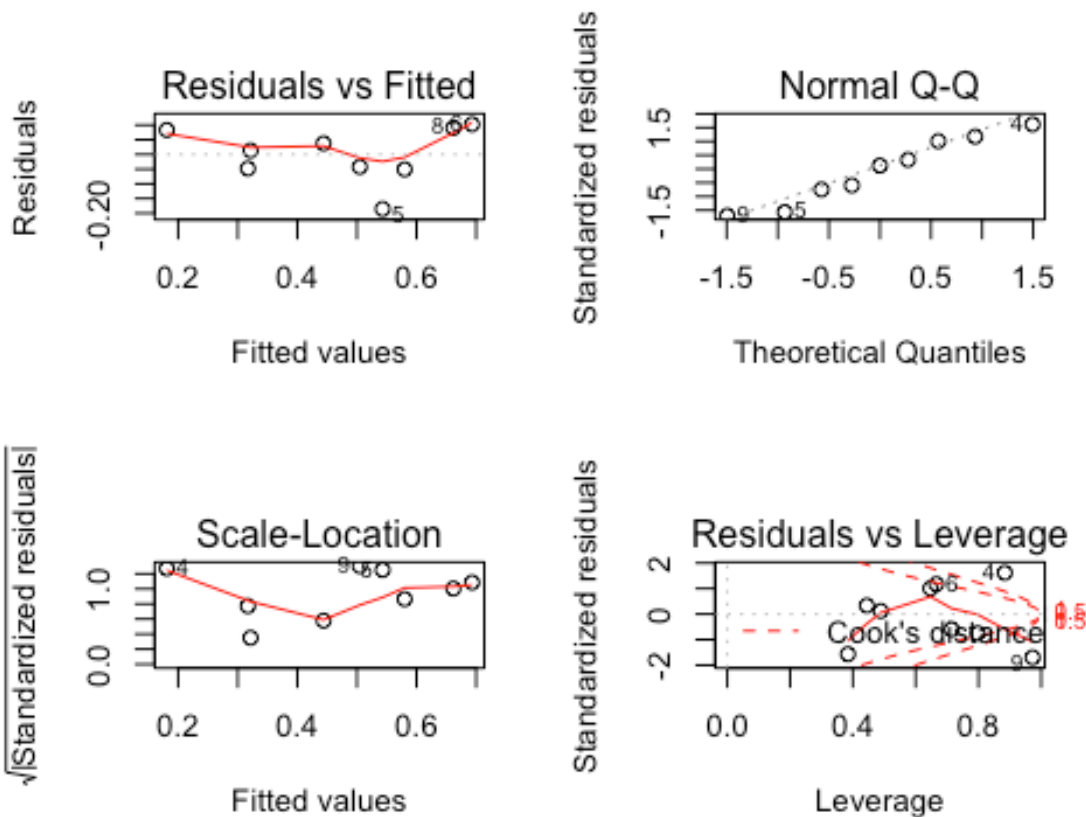 Residuals vs Fitted
Residuals
-0.20
8
5
0.2 0.4 0.6
Fitted values
Normal Q-Q
Standardized residuals
-1.5 1.5
9
5
4
-1.5 -0.5 0.5 1.5
Theoretical Quantiles
Scale-Location
√|Standardized residuals|
0.0 1.0
4
9
0.2 0.4 0.6
Fitted values
Residuals vs Leverage
Standardized residuals
-2 0 2
4
6
9
Cook's distance
0.5
0.0 0.4 0.8
Leverage